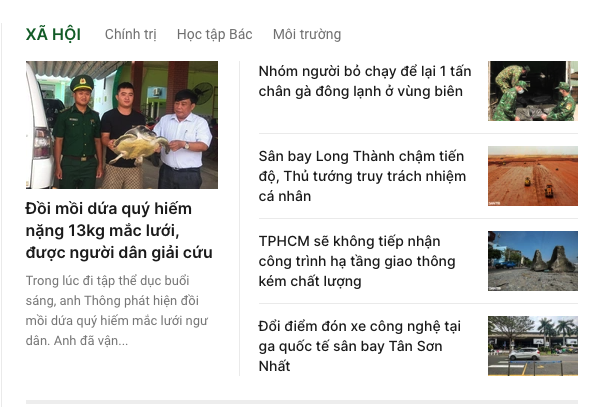 XÃ HỘI Chính trị Học tập Bác Môi trường
Đồi mồi dứa quý hiếm
nặng 13kg mắc lưới,
được người dân giải cứu
Trong lúc đi tập thể dục buổi
sáng, anh Thông phát hiện đồi
mồi dứa quý hiếm mắc lưới ngư
dân. Anh đã vận...
Nhóm người bỏ chạy để lại 1 tấn
chân gà đông lạnh ở vùng biên
Sân bay Long Thành chậm tiến
độ, Thủ tướng truy trách nhiệm
cá nhân
TPHCM sẽ không tiếp nhận
công trình hạ tầng giao thông
kém chất lượng
Đổi điểm đón xe công nghệ tại
ga quốc tế sân bay Tân Sơn
Nhất